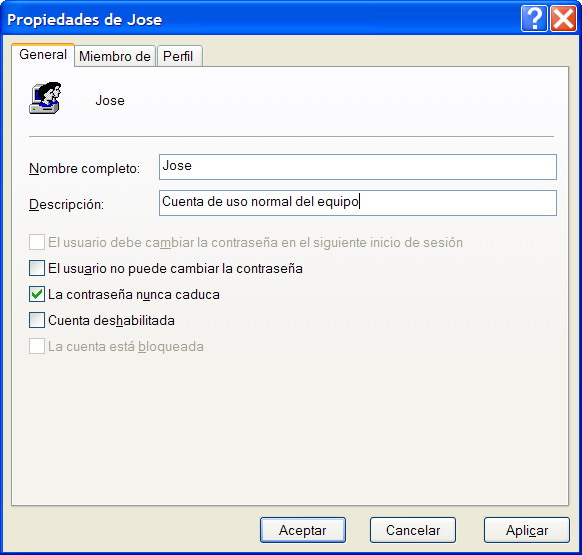 Propiedades de Jose
General Miembro de Perfil
Jose
Nombre completo: Jose
Descripción: Cuenta de uso normal del equipo
El usuario debe cambiar la contraseña en el siguiente inicio de sesión
El usuario no puede cambiar la contraseña
La contraseña nunca caduca
Cuenta deshabilitada
La cuenta está bloqueada
Aceptar Cancelar Aplicar